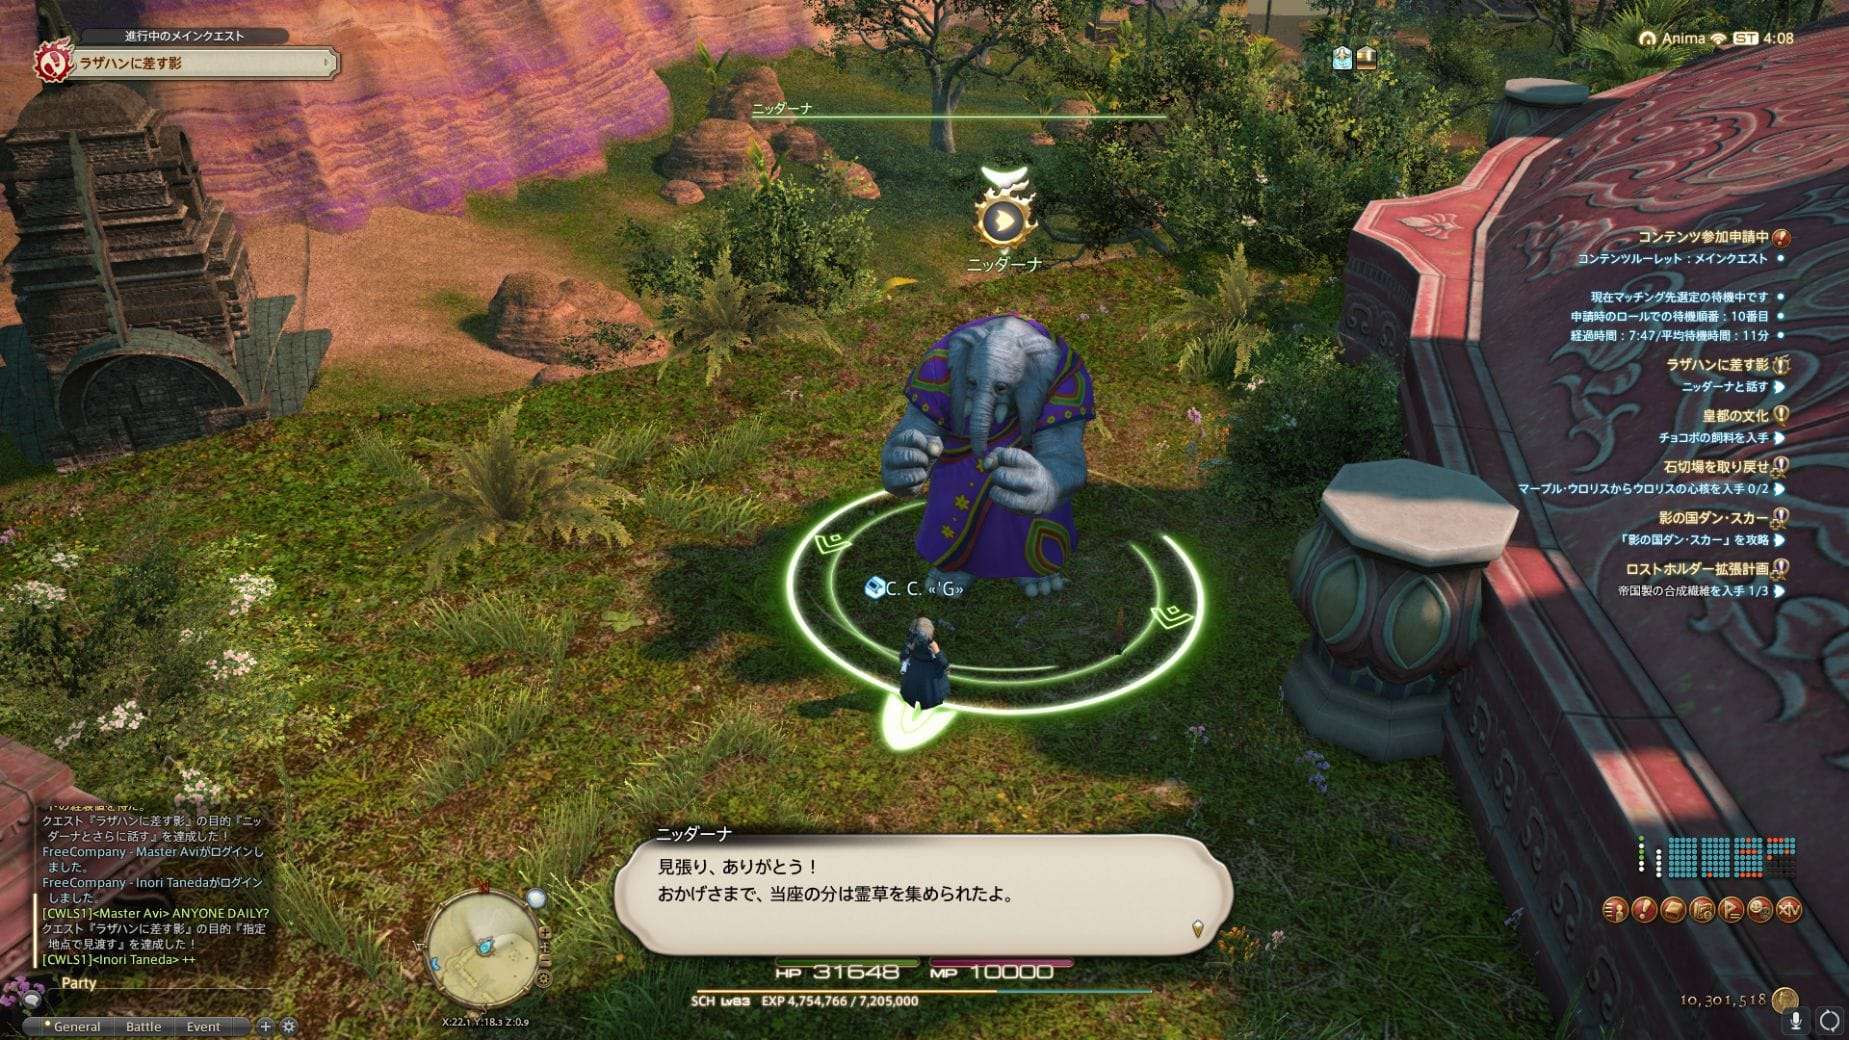 進行中のメインクエスト
ラザハンに差す影
Anima ST 4:08
ニッダーナ
ニッダーナ
コンテンツ参加申請中
コンテンツルーレット：メインクエスト
現在マッチング先選定の待機中です
申請時のロールでの待機順番：10番目
経過時間：7:47/平均待機時間：11分
ラザハンに差す影
ニッダーナと話す
皇都の文化
チョコボの飼料を入手
石切場を取り戻せ
マーブル・ウロリスからウロリスの心核を入手 0/2
影の国ダン・スカー
「影の国ダン・スカー」を攻略
ロストホルダー拡張計画
帝国製の合成繊維を入手 1/3
C. C. «'G»
クエスト『ラザハンに差す影』の目的『ニッ
ダーナとさらに話す』を達成した！
FreeCompany - Master Aviがログインし
ました。
FreeCompany - Inori Tanedaがログイン
しました。
[CWLS1]<Master Avi> ANYONE DAILY?
クエスト『ラザハンに差す影』の目的『指定
地点で見渡す』を達成した！
[CWLS1]<Inori Taneda> ++
Party
General Battle Event
X:22.1 Y:18.3 Z:0.9
ニッダーナ
見張り、ありがとう！
おかげさまで、当座の分は霊草を集められたよ。
HP 31648 MP 10000
SCH Lv83 EXP 4,754,766 / 7,205,000
10,301,518